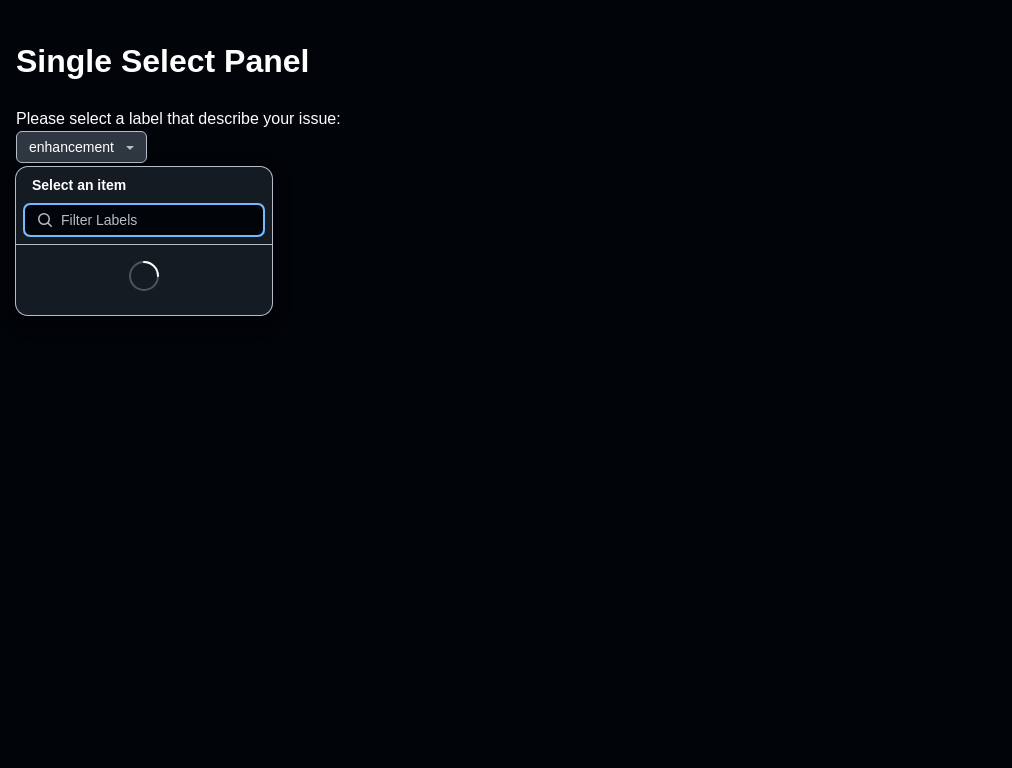 Single Select Panel
Please select a label that describe your issue:
enhancement
Select an item
Filter Labels